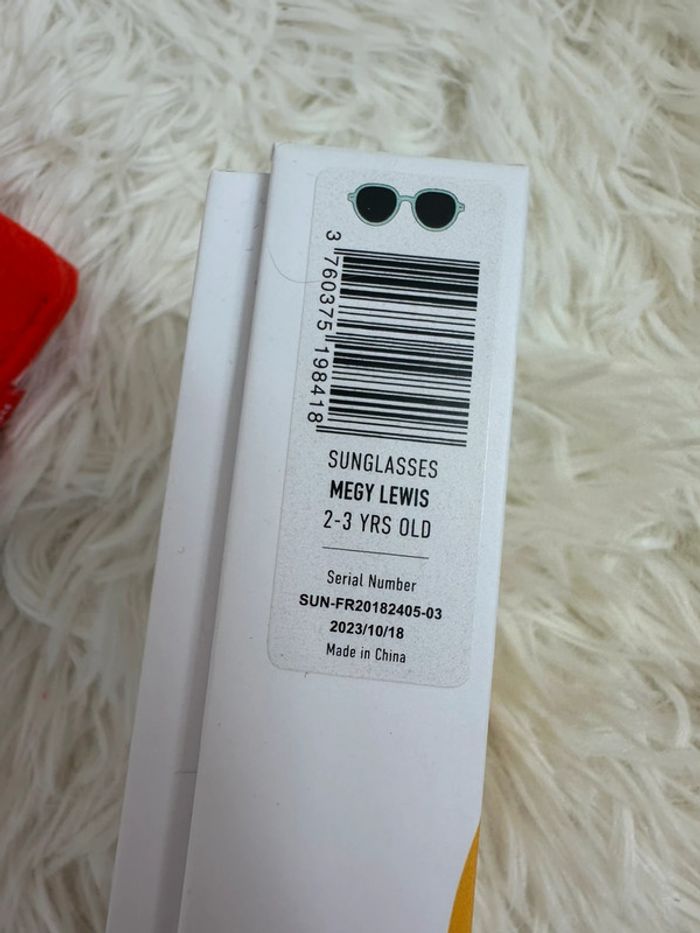 3 760375 198418
SUNGLASSES
MEGY LEWIS
2-3 YRS OLD
Serial Number
SUN-FR20182405-03
2023/10/18
Made in China